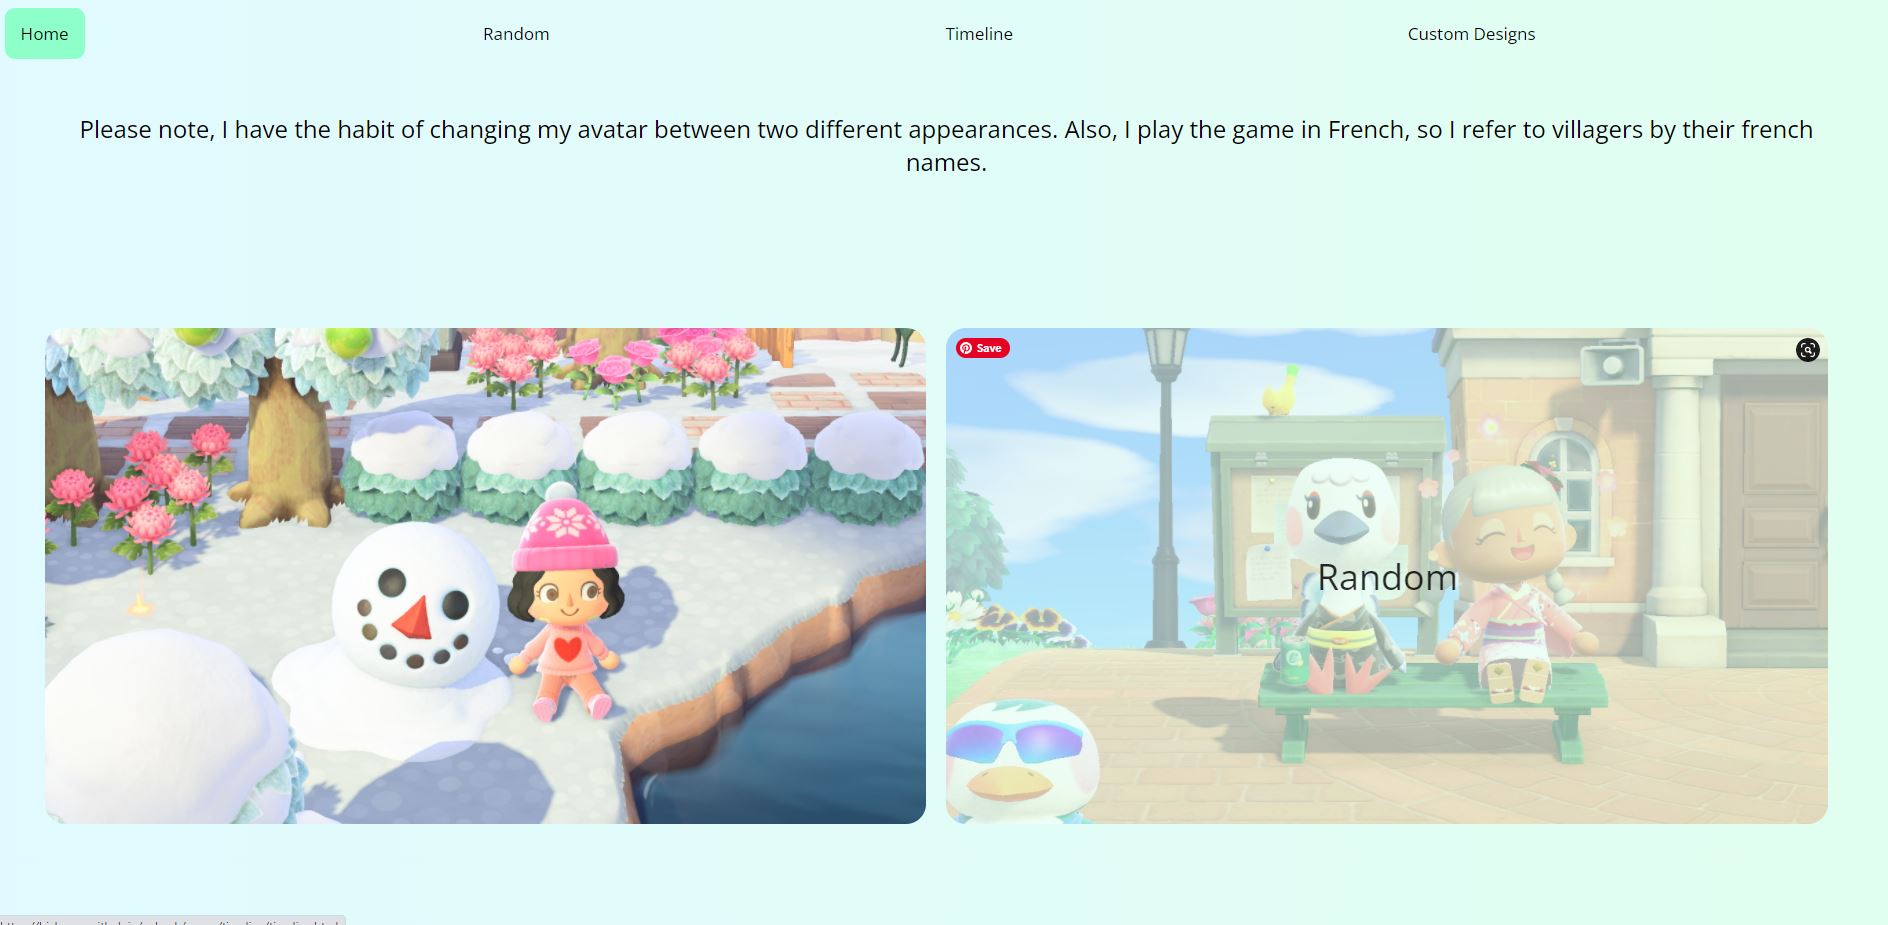 Home
Random
Timeline
Custom Designs
Please note, I have the habit of changing my avatar between two different appearances. Also, I play the game in French, so I refer to villagers by their french
names.
Save
Random